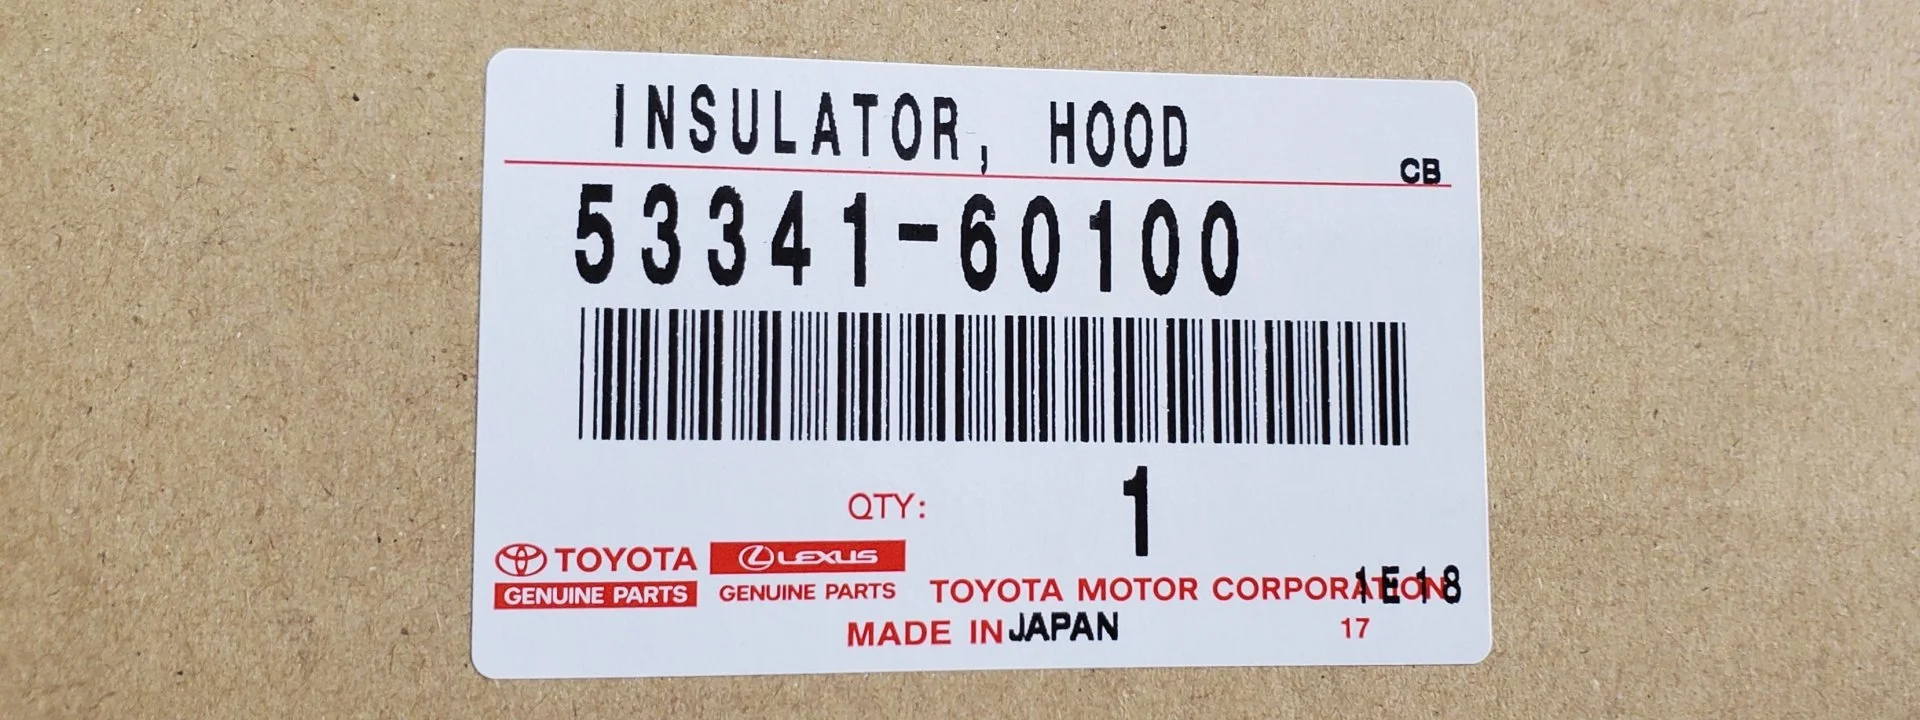 INSULATOR, HOOD
CB
53341-60100
QTY: 1
TOYOTA LEXUS
GENUINE PARTS GENUINE PARTS TOYOTA MOTOR CORPORATION 1E18
MADE IN JAPAN 17